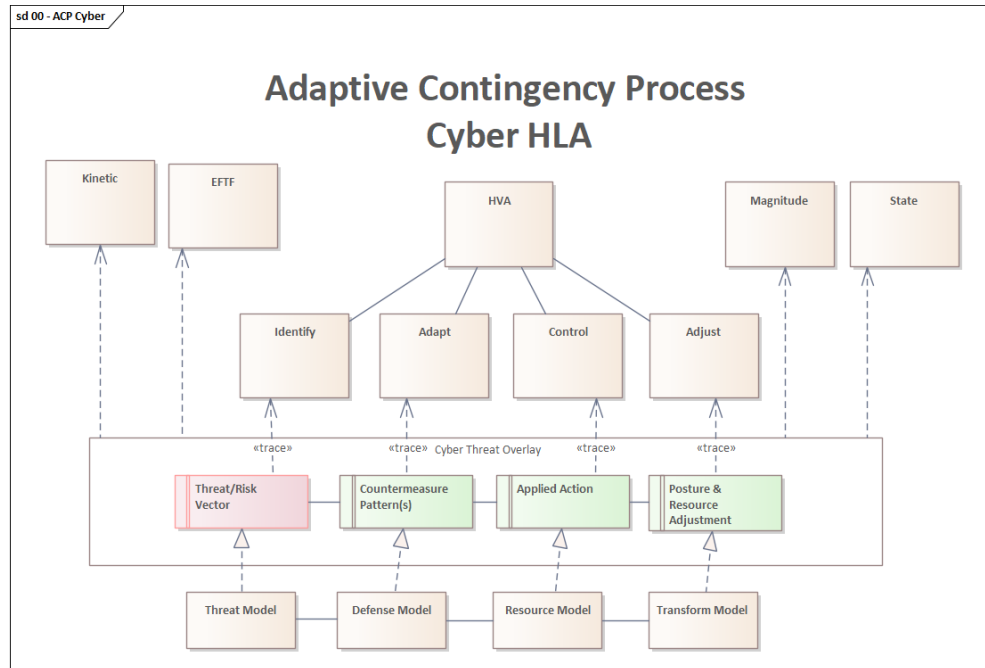 sd 00 - ACP Cyber
Adaptive Contingency Process
Cyber HLA
Kinetic
EFTF
HVA
Magnitude
State
Identify
Adapt
Control
Adjust
«trace»
«trace»
Cyber Threat Overlay
«trace»
«trace»
Threat/Risk
Vector
Countermeasure
Pattern(s)
Applied Action
Posture &
Resource
Adjustment
Threat Model
Defense Model
Resource Model
Transform Model